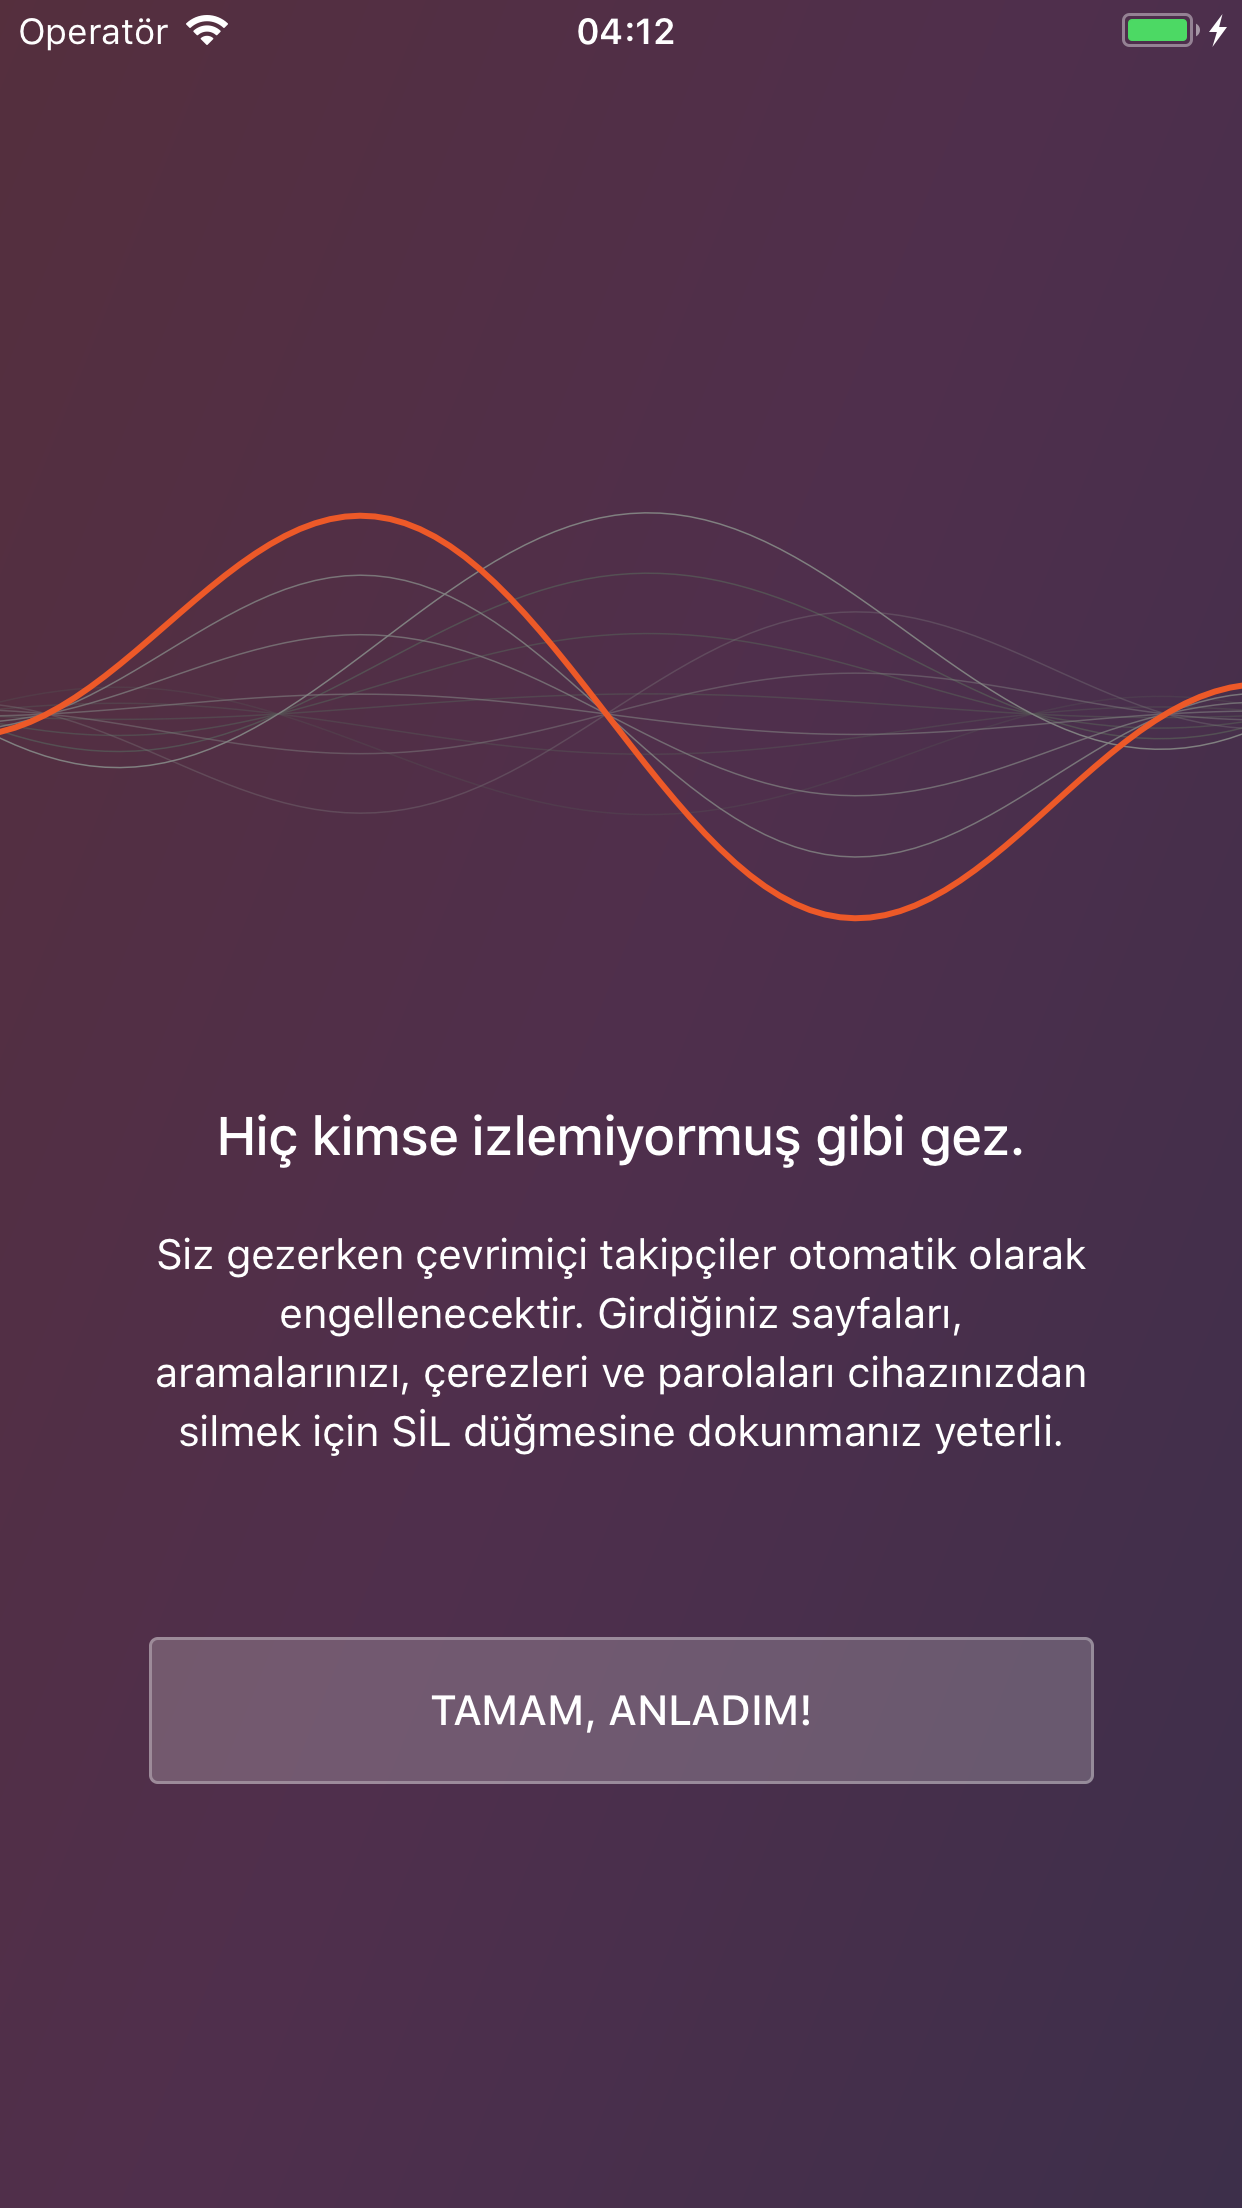 Operatör 04:12
Hiç kimse izlemiyormuş gibi gez.
Siz gezerken çevrimiçi takipçiler otomatik olarak
engellenecektir. Girdiğiniz sayfaları,
aramalarınızı, çerezleri ve parolaları cihazınızdan
silmek için SİL düğmesine dokunmanız yeterli.
TAMAM, ANLADIM!